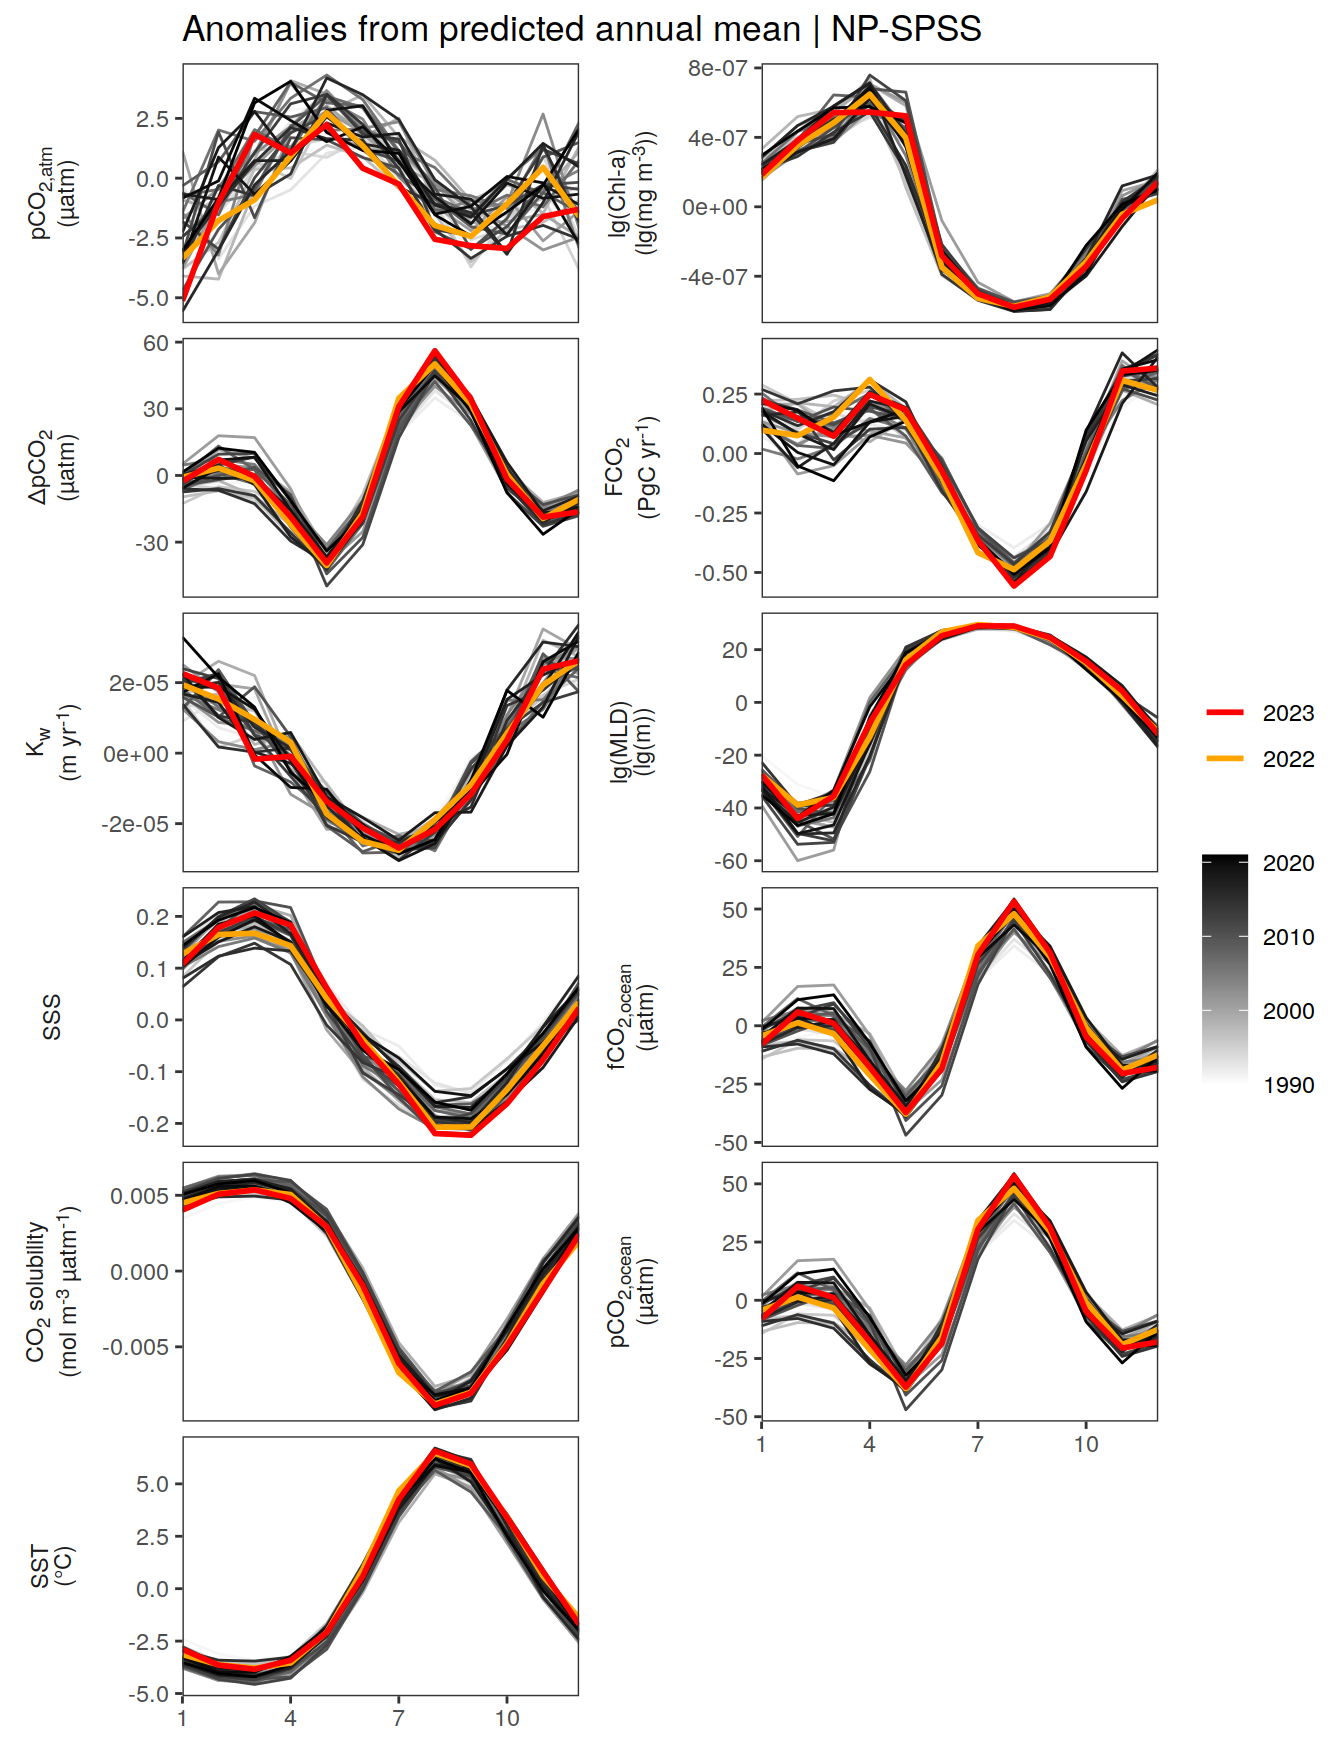 Anomalies from predicted annual mean | NP-SPSS
pCO2,atm
(µatm)
2.5
0.0
-2.5
-5.0
lg(Chl-a)
(lg(mg m-3))
8e-07
4e-07
0e+00
-4e-07
ΔpCO2
(µatm)
60
30
0
-30
FCO2
(PgC yr-1)
0.25
0.00
-0.25
-0.50
Kw
(m yr-1)
2e-05
0e+00
-2e-05
lg(MLD)
(lg(m))
20
0
-20
-40
-60
SSS
0.2
0.1
0.0
-0.1
-0.2
fCO2,ocean
(µatm)
50
25
0
-25
-50
CO2 solubility
(mol m-3 µatm-1)
0.005
0.000
-0.005
pCO2,ocean
(µatm)
50
25
0
-25
-50
1 4 7 10
SST
(°C)
5.0
2.5
0.0
-2.5
-5.0
1 4 7 10
2023
2022
2020
2010
2000
1990